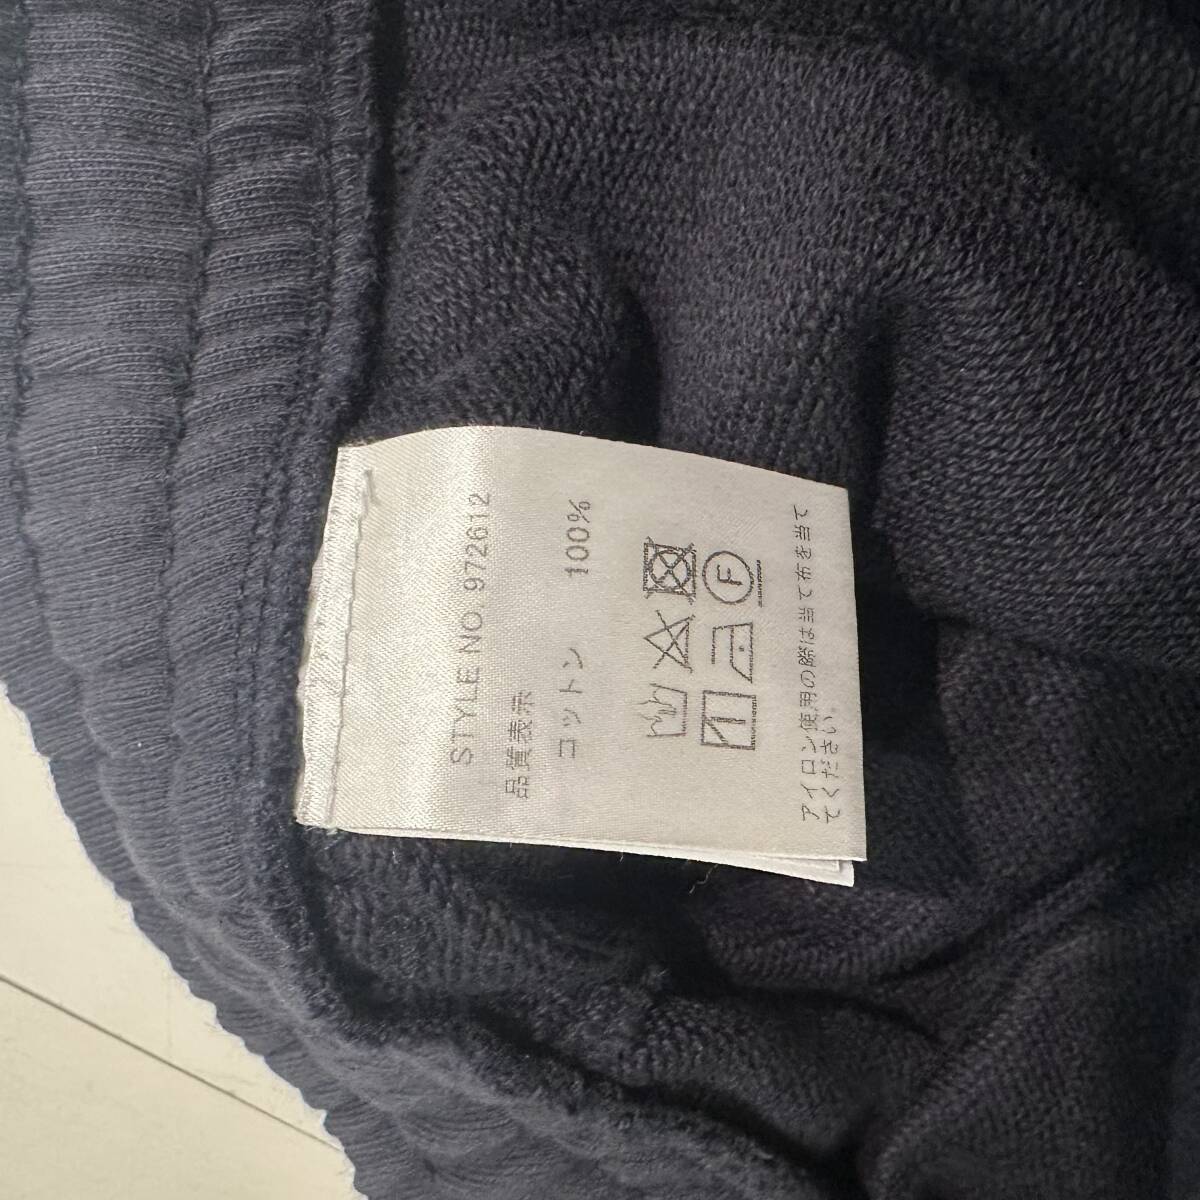 STYLE NO. 972612
品質表示
コットン 100%
F
アイロン使用の際は当て布を当て
てください。